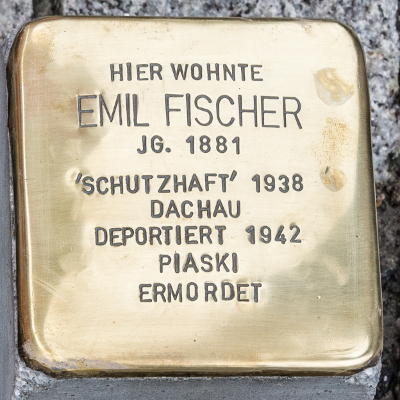 HIER WOHNTE
EMIL FISCHER
JG. 1881
'SCHUTZHAFT' 1938
DACHAU
DEPORTIERT 1942
PIASKI
ERMORDET